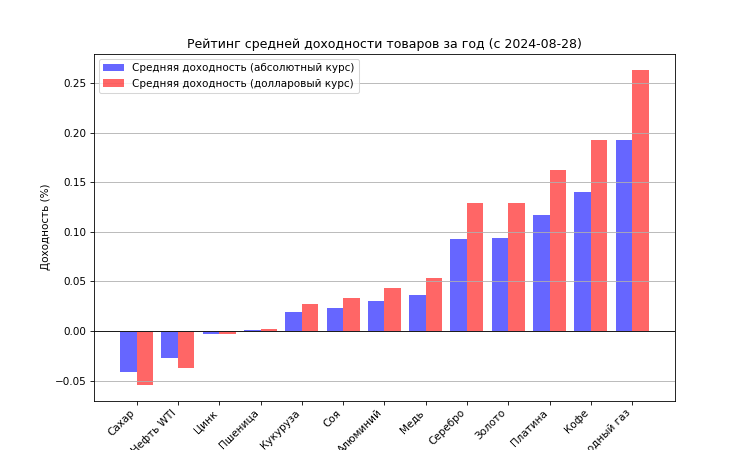 Рейтинг средней доходности товаров за год (с 2024-08-28)
Средняя доходность (абсолютный курс)
Средняя доходность (долларовый курс)
Доходность (%)
0.25
0.20
0.15
0.10
0.05
0.00
−0.05
Сахар
Нефть WTI
Цинк
Пшеница
Кукуруза
Соя
Алюминий
Медь
Серебро
Золото
Платина
Кофе
газ